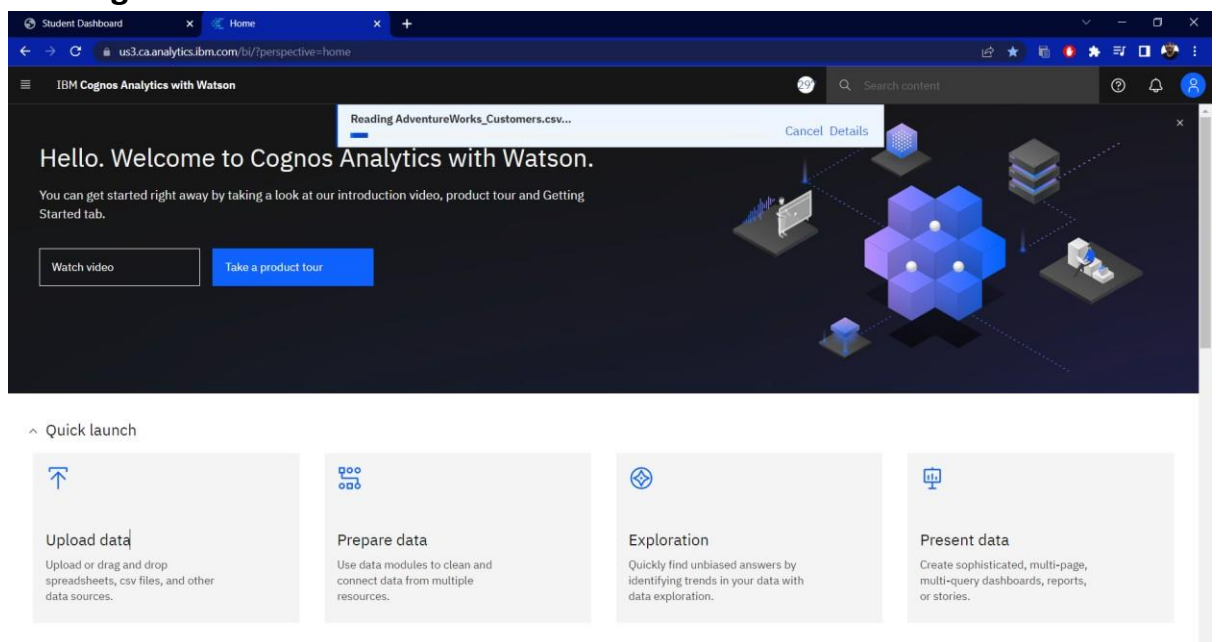 Student Dashboard
Home
us3.ca.analytics.ibm.com/bi/?perspective=home
IBM Cognos Analytics with Watson
Search content
Reading AdventureWorks_Customers.csv...
Cancel Details
Hello. Welcome to Cognos Analytics with Watson.
You can get started right away by taking a look at our introduction video, product tour and Getting
Started tab.
Watch video
Take a product tour
Quick launch
Upload data
Upload or drag and drop
spreadsheets, csv files, and other
data sources.
Prepare data
Use data modules to clean and
connect data from multiple
resources.
Exploration
Quickly find unbiased answers by
identifying trends in your data with
data exploration.
Present data
Create sophisticated, multi-page,
multi-query dashboards, reports,
or stories.